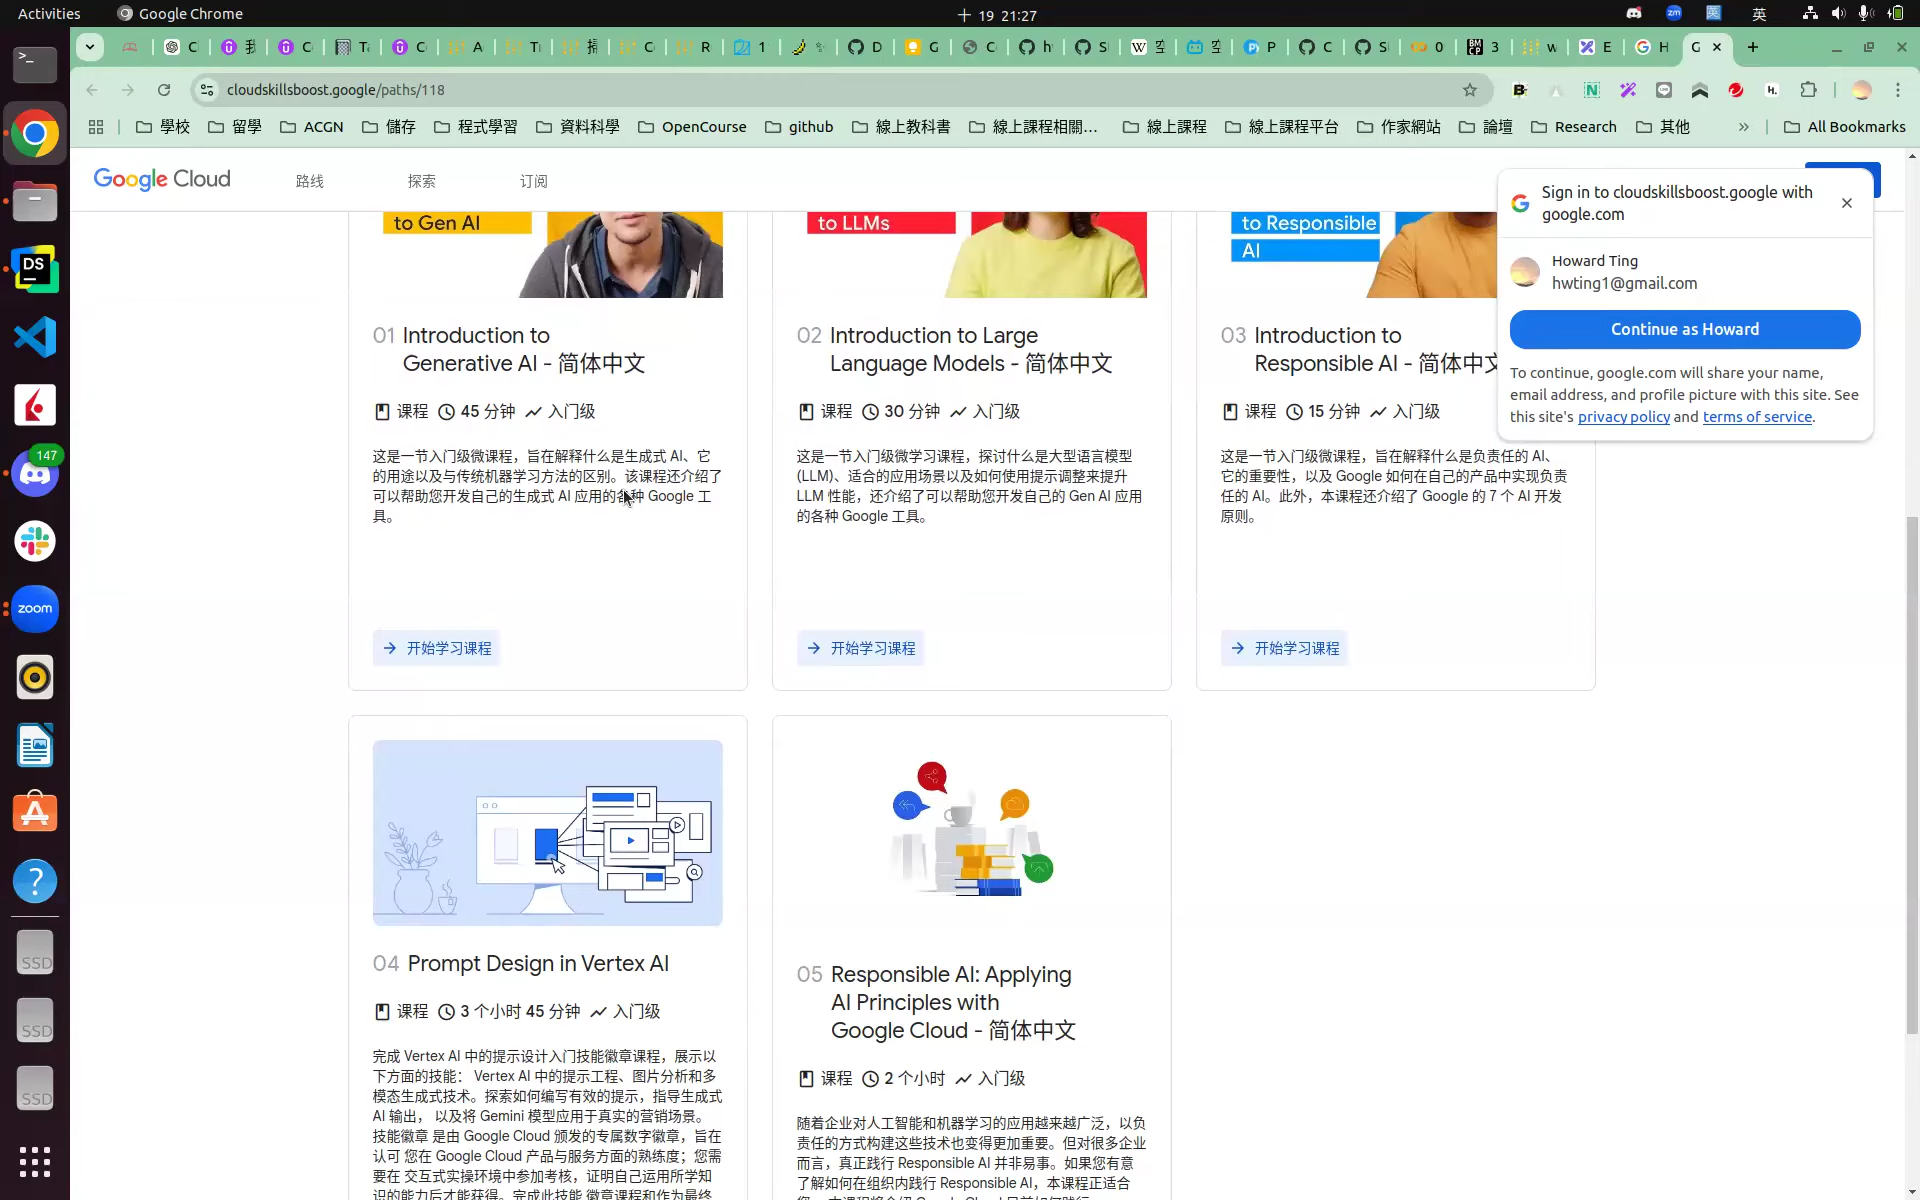 Activities
Google Chrome
19 21:27
英
cloudskillsboost.google/paths/118
學校
留學
ACGN
儲存
程式學習
資料科學
OpenCourse
github
線上教科書
線上課程相關...
線上課程
線上課程平台
作家網站
論壇
Research
其他
»
All Bookmarks
Google Cloud
路线
探索
订阅
Sign in to cloudskillsboost.google with
google.com
Howard Ting
hwting1@gmail.com
Continue as Howard
To continue, google.com will share your name,
email address, and profile picture with this site. See
this site's privacy policy and terms of service.
to Gen AI
01 Introduction to
Generative AI - 简体中文
课程 45 分钟 入门级
这是一节入门级微课程，旨在解释什么是生成式 AI、它
的用途以及与传统机器学习方法的区别。该课程还介绍了
可以帮助您开发自己的生成式 AI 应用的各种 Google 工
具。
开始学习课程
to LLMs
02 Introduction to Large
Language Models - 简体中文
课程 30 分钟 入门级
这是一节入门级微学习课程，探讨什么是大型语言模型
(LLM)、适合的应用场景以及如何使用提示调整来提升
LLM 性能，还介绍了可以帮助您开发自己的 Gen AI 应用
的各种 Google 工具。
开始学习课程
to Responsible
AI
03 Introduction to
Responsible AI - 简体中文
课程 15 分钟 入门级
这是一节入门级微课程，旨在解释什么是负责任的 AI、
它的重要性，以及 Google 如何在自己的产品中实现负责
任的 AI。此外，本课程还介绍了 Google 的 7 个 AI 开发
原则。
开始学习课程
04 Prompt Design in Vertex AI
课程 3 个小时 45 分钟 入门级
完成 Vertex AI 中的提示设计入门技能徽章课程，展示以
下方面的技能： Vertex AI 中的提示工程、图片分析和多
模态生成式技术。探索如何编写有效的提示，指导生成式
AI 输出， 以及将 Gemini 模型应用于真实的营销场景。
技能徽章 是由 Google Cloud 颁发的专属数字徽章，旨在
认可 您在 Google Cloud 产品与服务方面的熟练度；您需
要在 交互式实操环境中参加考核，证明自己运用所学知
识的能力后才能获得。完成此技能 徽章课程和作为最终
05 Responsible AI: Applying
AI Principles with
Google Cloud - 简体中文
课程 2 个小时 入门级
随着企业对人工智能和机器学习的应用越来越广泛，以负
责任的方式构建这些技术也变得更加重要。但对很多企业
而言，真正践行 Responsible AI 并非易事。如果您有意
了解如何在组织内践行 Responsible AI，本课程正适合
DS
147
zoom
SSD
SSD
SSD